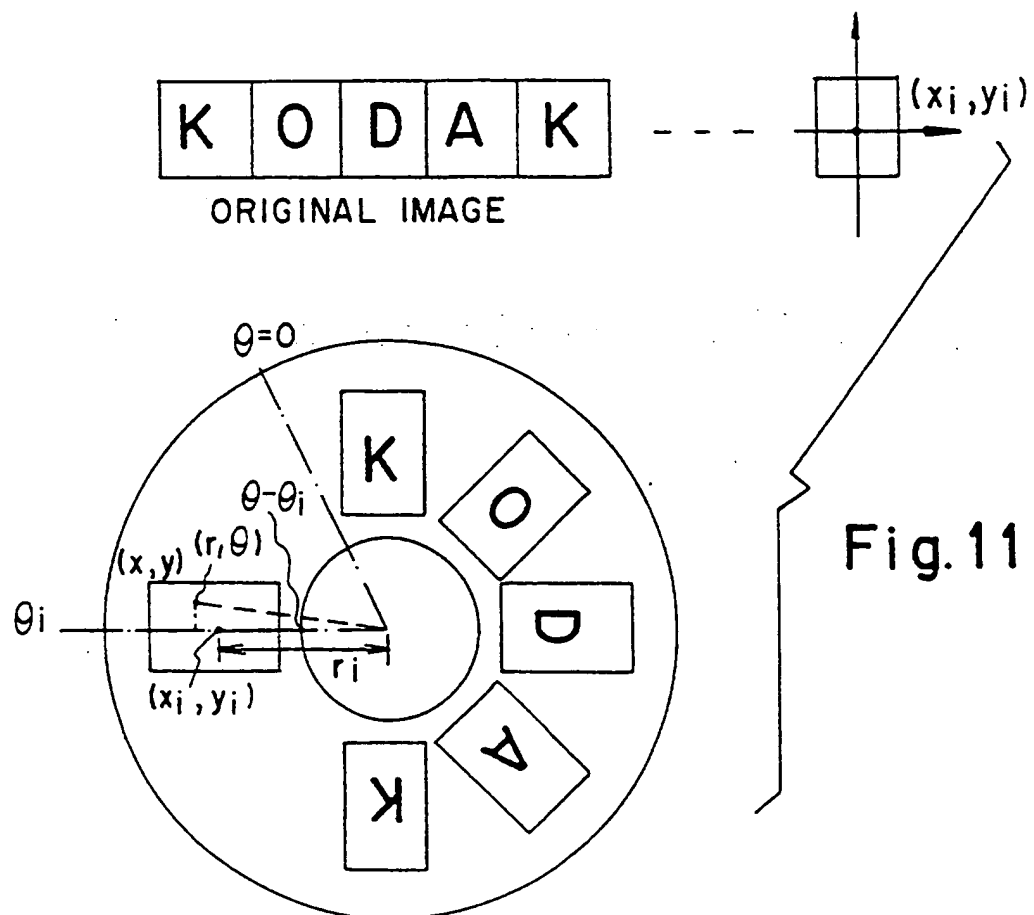 K O D A K
(xi,yi)
ORIGINAL IMAGE
θ=0
K
O
θ-θi
(r,θ)
(x,y)
Fig.11
D
θi
ri
(xi,yi)
A
K